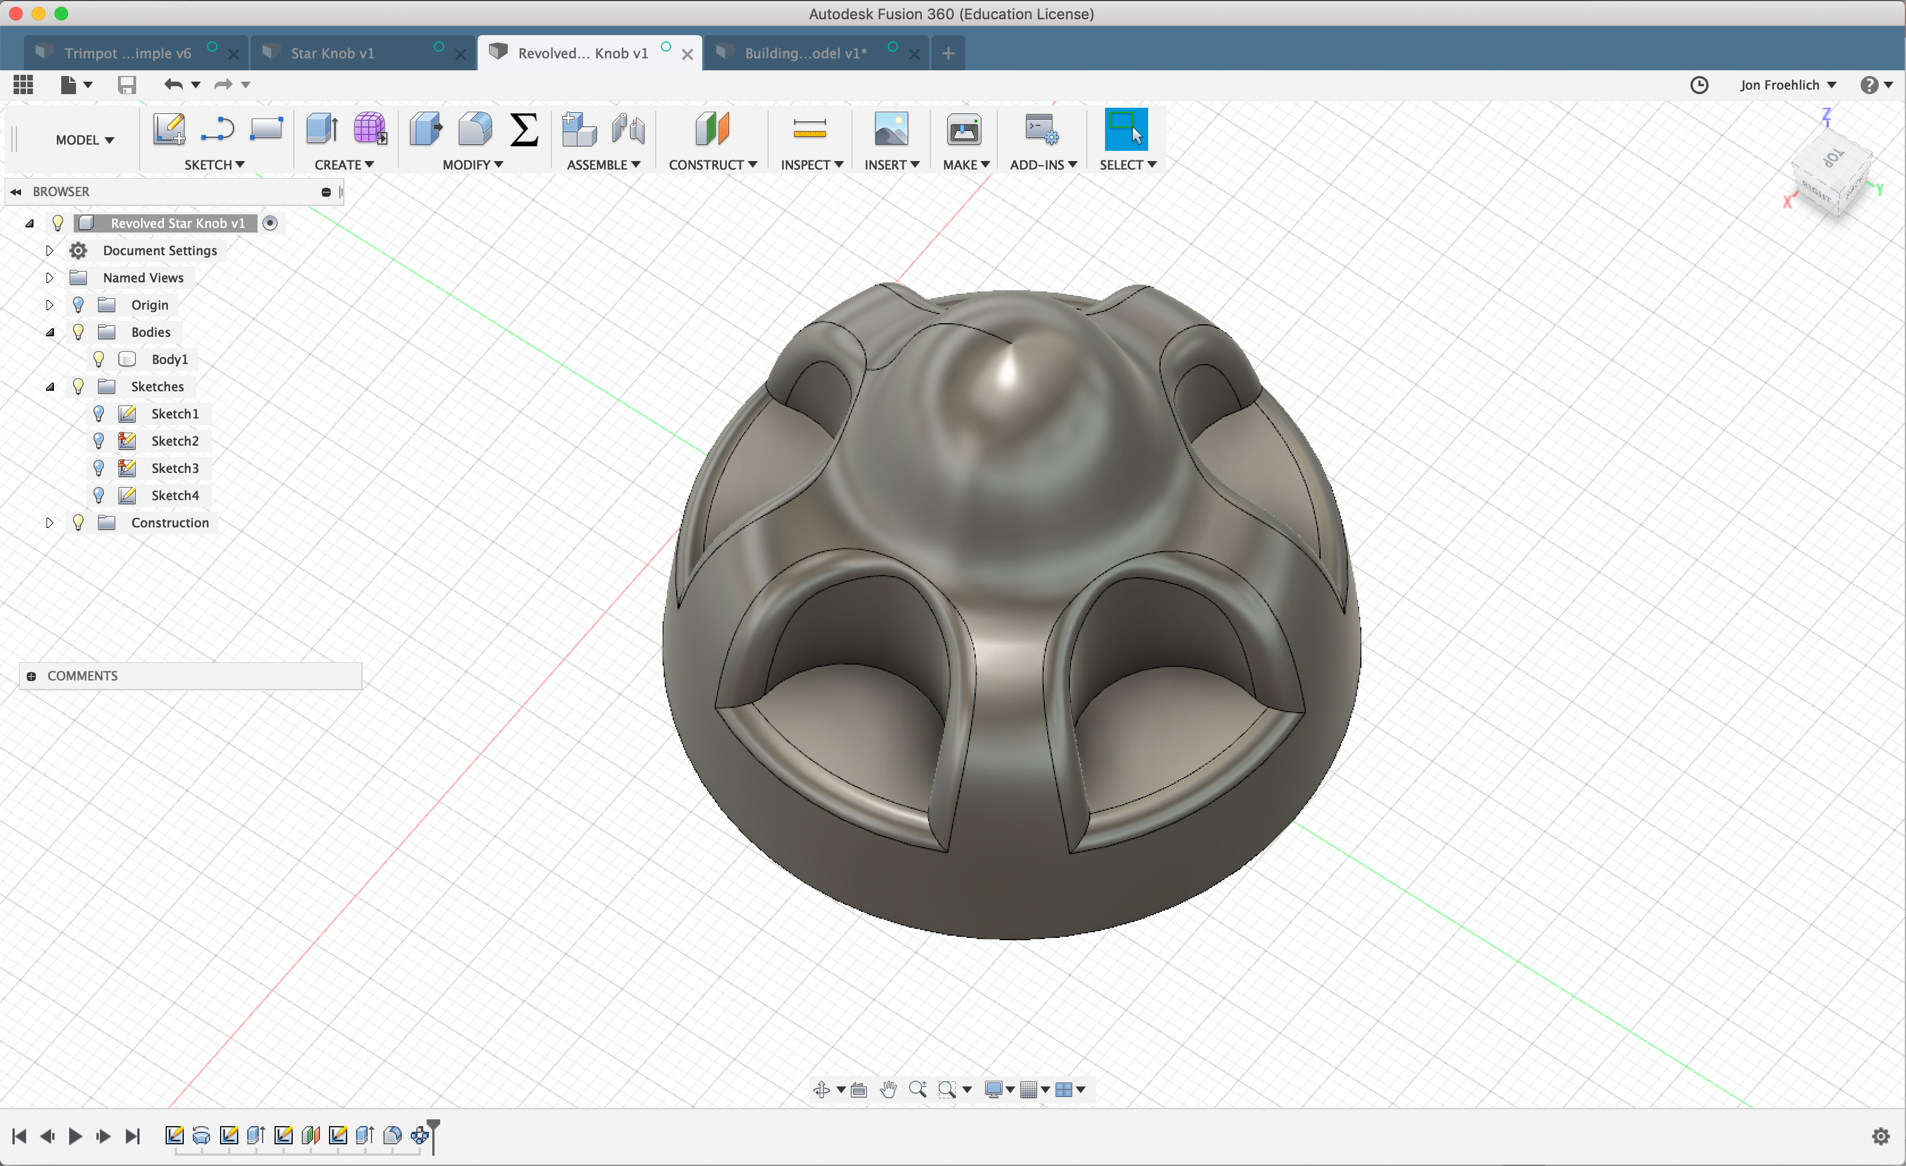 Autodesk Fusion 360 (Education License)
Trimpot ...imple v6
Star Knob v1
Revolved... Knob v1
Building...odel v1*
Jon Froehlich
MODEL
SKETCH
CREATE
MODIFY
ASSEMBLE
CONSTRUCT
INSPECT
INSERT
MAKE
ADD-INS
SELECT
Z
TOP
RIGHT
X
Y
BROWSER
Revolved Star Knob v1
Document Settings
Named Views
Origin
Bodies
Body1
Sketches
Sketch1
Sketch2
Sketch3
Sketch4
Construction
COMMENTS